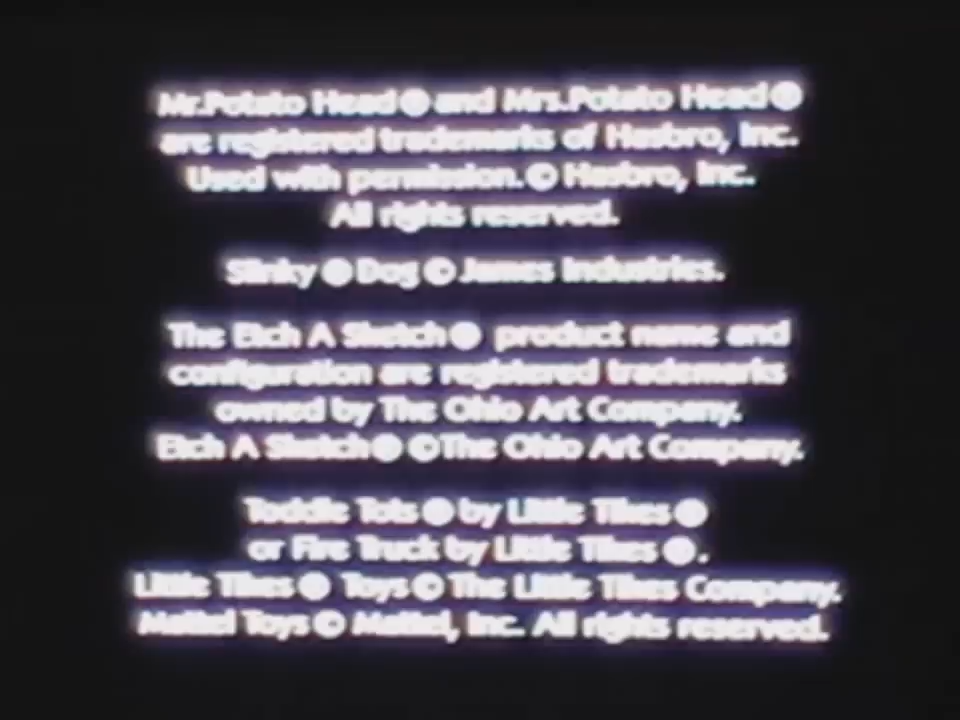 Mr.Potato Head® and Mrs.Potato Head®
are registered trademarks of Hasbro, Inc.
Used with permission. © Hasbro, Inc.
All rights reserved.
Slinky ® Dog © James Industries.
The Etch A Sketch® product name and
configuration are registered trademarks
owned by The Ohio Art Company.
Etch A Sketch® ©The Ohio Art Company.
Toddle Tots ® by Little Tikes ®
or Fire Truck by Little Tikes ®.
Little Tikes® Toys© The Little Tikes Company.
Mattel Toys© Mattel, Inc. All rights reserved.